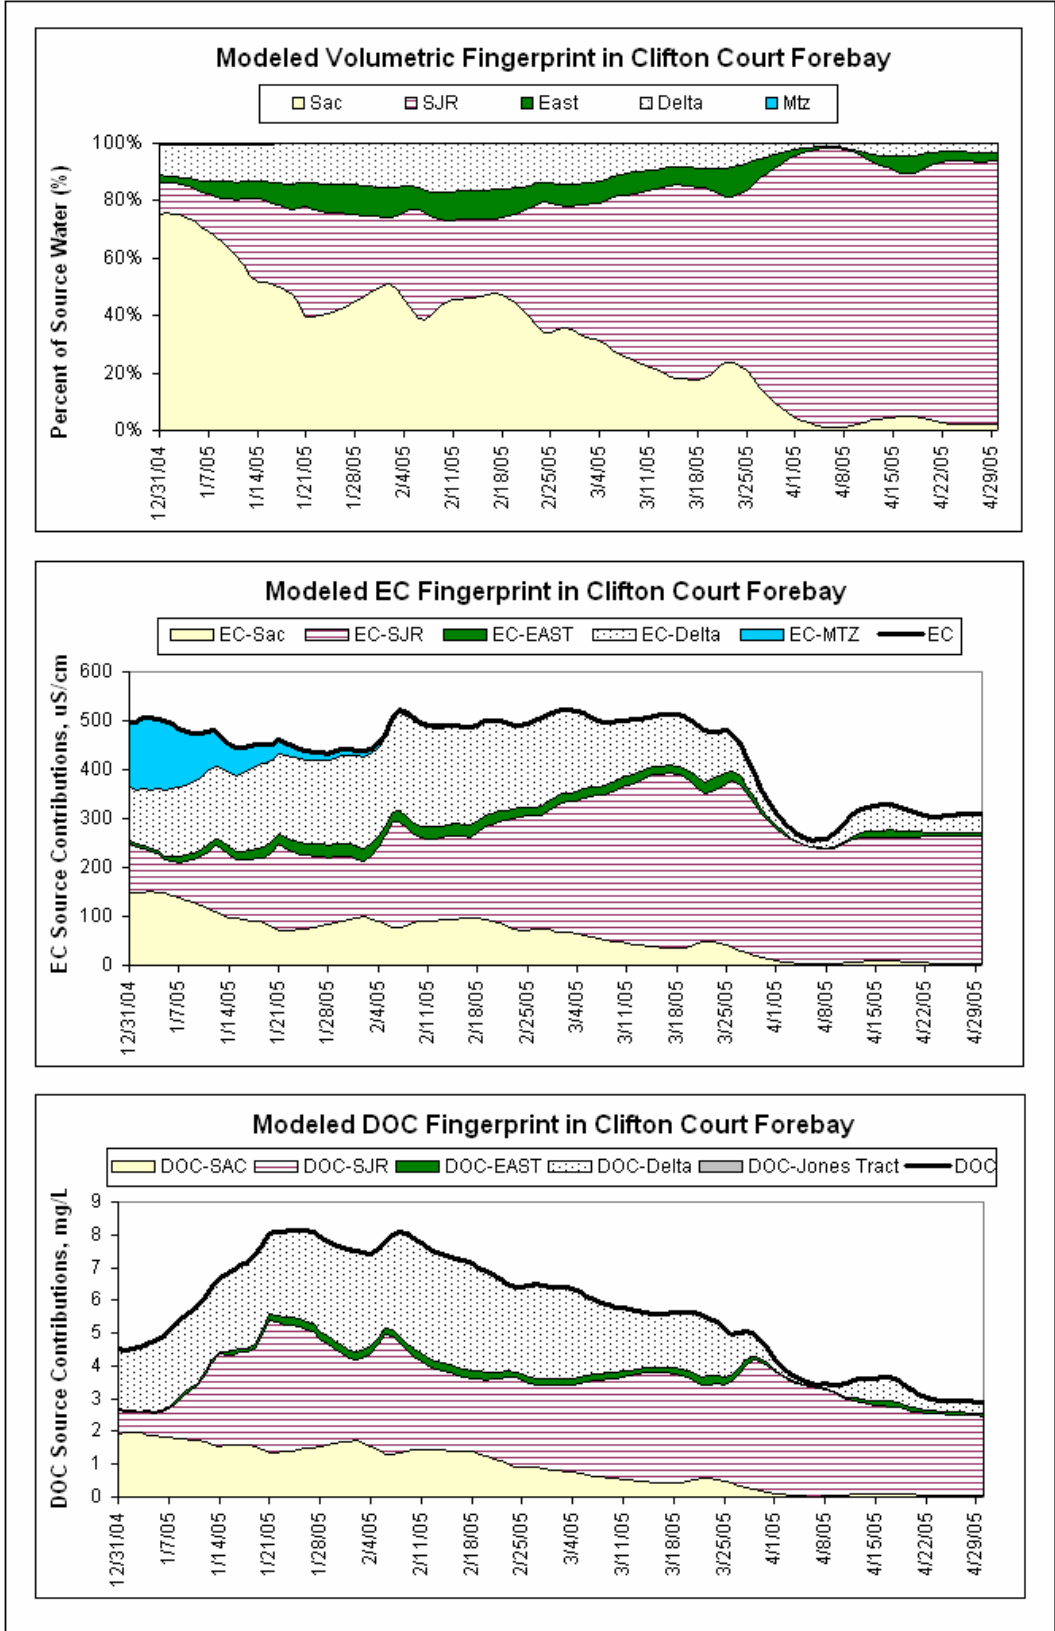 Modeled Volumetric Fingerprint in Clifton Court Forebay
Sac SJR East Delta Mtz
Percent of Source Water (%)
100%
80%
60%
40%
20%
0%
12/31/04 1/7/05 1/14/05 1/21/05 1/28/05 2/4/05 2/11/05 2/18/05 2/25/05 3/4/05 3/11/05 3/18/05 3/25/05 4/1/05 4/8/05 4/15/05 4/22/05 4/29/05
Modeled EC Fingerprint in Clifton Court Forebay
EC-Sac EC-SJR EC-EAST EC-Delta EC-MTZ EC
EC Source Contributions, uS/cm
600
500
400
300
200
100
0
12/31/04 1/7/05 1/14/05 1/21/05 1/28/05 2/4/05 2/11/05 2/18/05 2/25/05 3/4/05 3/11/05 3/18/05 3/25/05 4/1/05 4/8/05 4/15/05 4/22/05 4/29/05
Modeled DOC Fingerprint in Clifton Court Forebay
DOC-SAC DOC-SJR DOC-EAST DOC-Delta DOC-Jones Tract DOC
DOC Source Contributions, mg/L
9
8
7
6
5
4
3
2
1
0
12/31/04 1/7/05 1/14/05 1/21/05 1/28/05 2/4/05 2/11/05 2/18/05 2/25/05 3/4/05 3/11/05 3/18/05 3/25/05 4/1/05 4/8/05 4/15/05 4/22/05 4/29/05